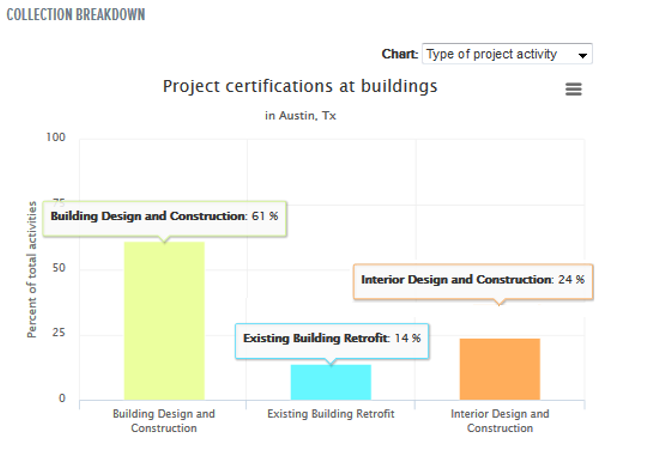 COLLECTION BREAKDOWN
Chart: Type of project activity
Project certifications at buildings
in Austin, Tx
Percent of total activities
100
75
50
25
0
Building Design and Construction: 61 %
Existing Building Retrofit: 14 %
Interior Design and Construction: 24 %
Building Design and
Construction
Existing Building Retrofit
Interior Design and
Construction